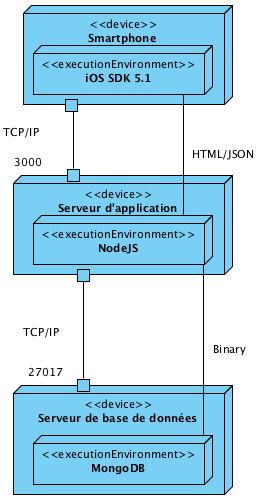 <<device>>
Smartphone
<<executionEnvironment>>
iOS SDK 5.1
TCP/IP
HTML/JSON
3000
<<device>>
Serveur d'application
<<executionEnvironment>>
NodeJS
TCP/IP
Binary
27017
<<device>>
Serveur de base de données
<<executionEnvironment>>
MongoDB